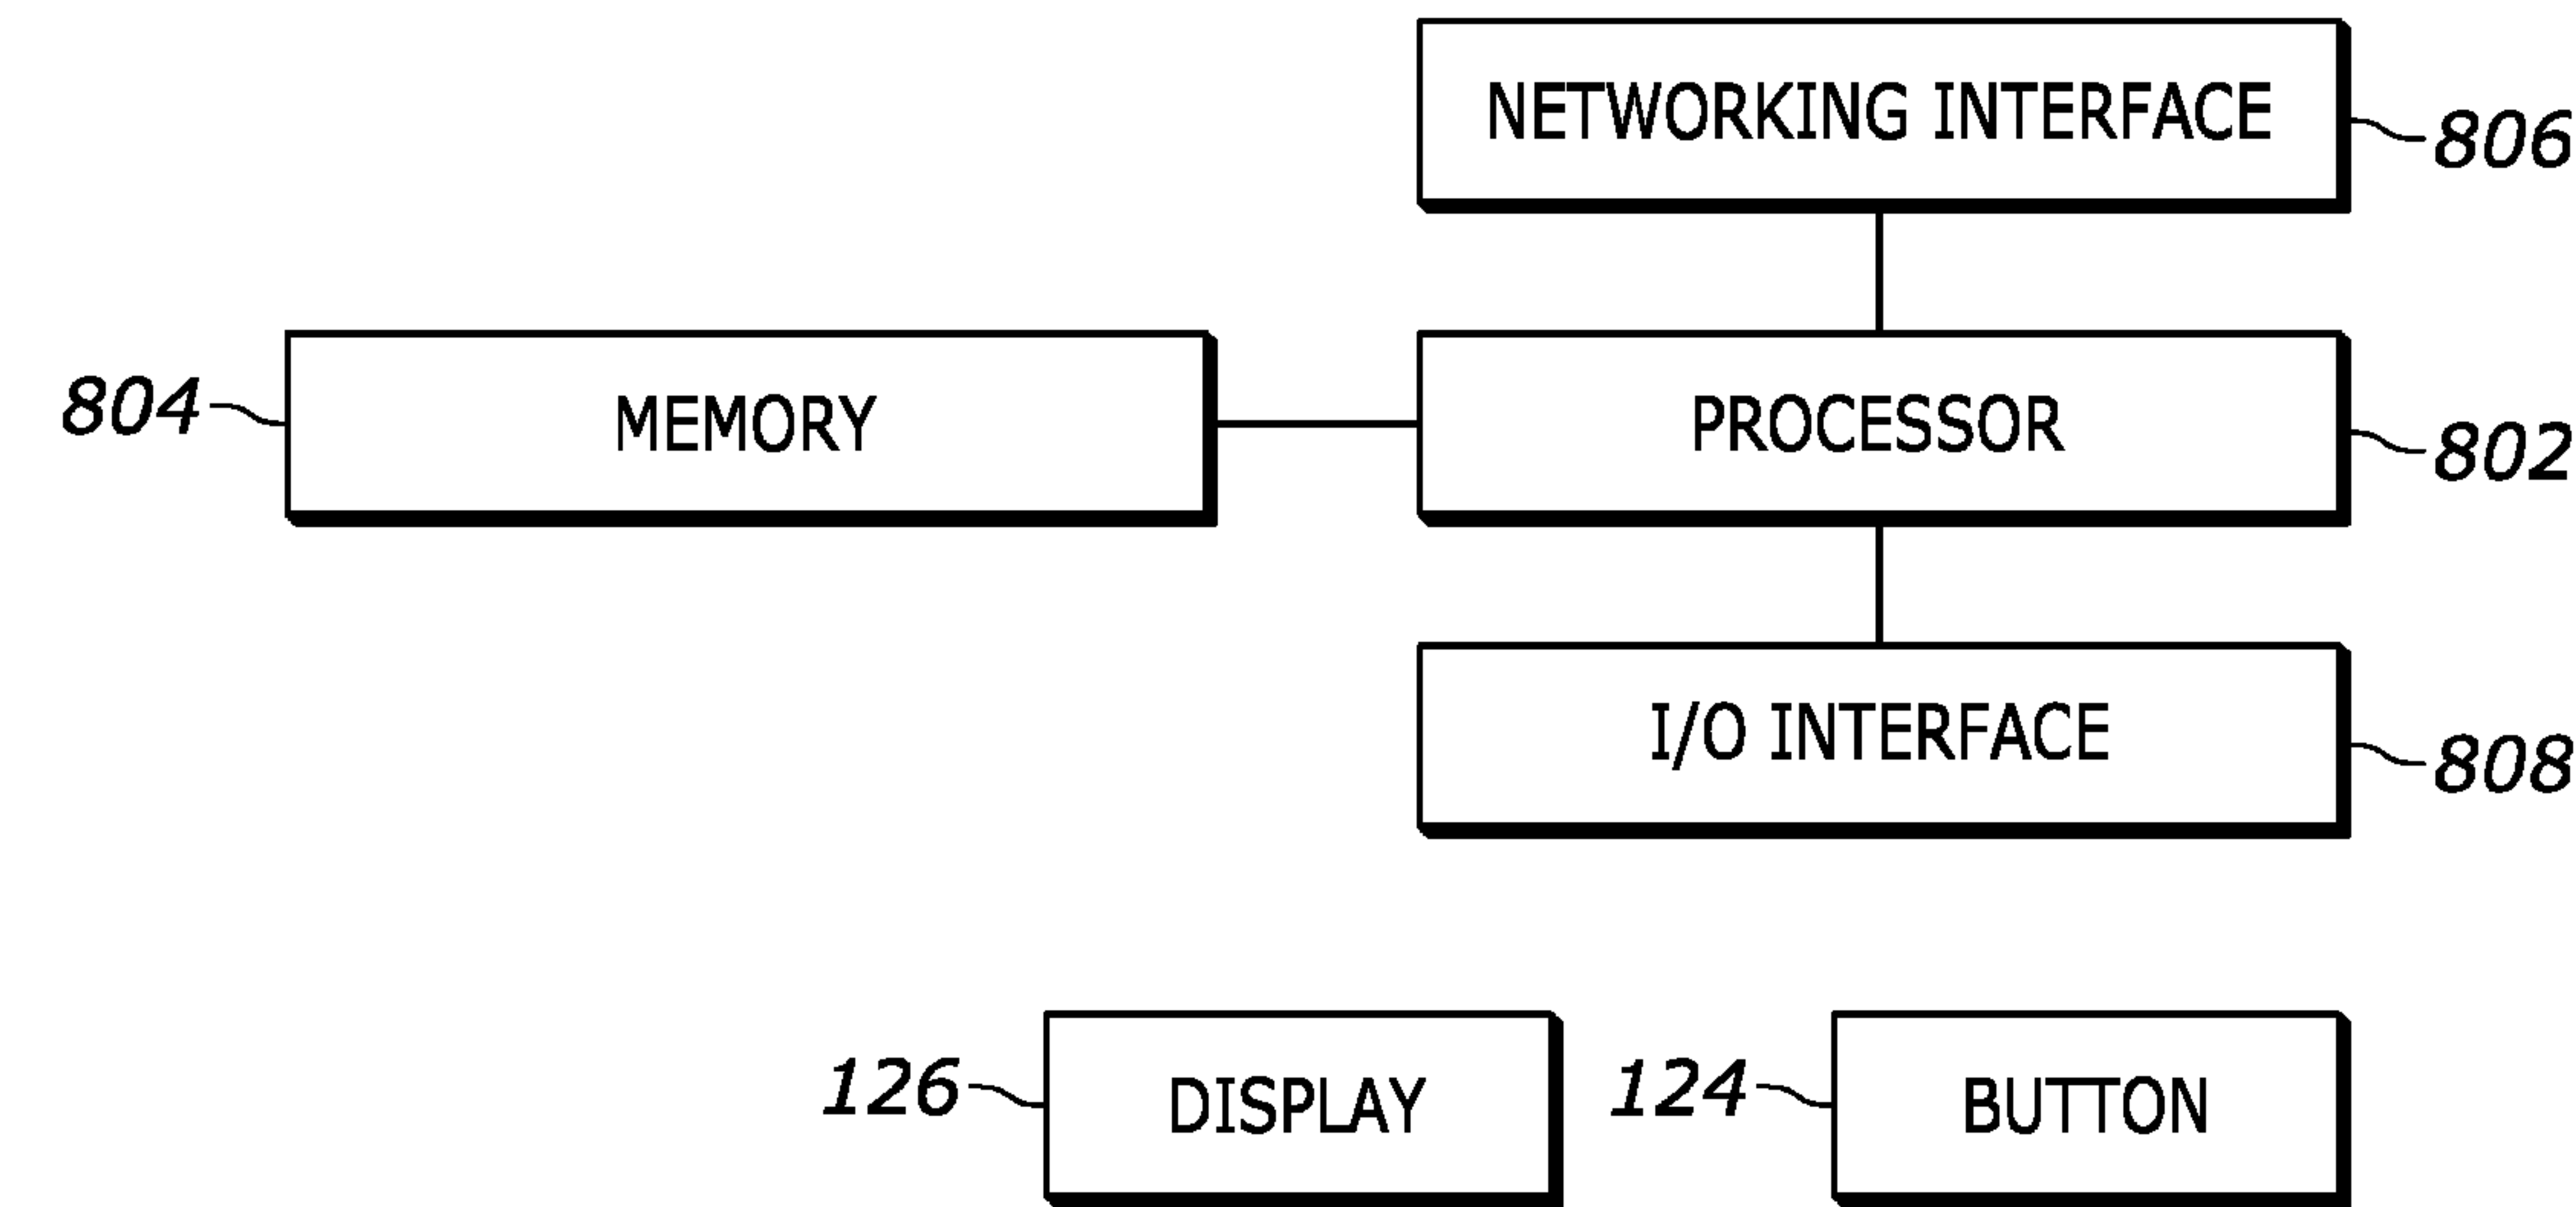 NETWORKING INTERFACE
806
804
MEMORY
PROCESSOR
802
I/O INTERFACE
808
126
DISPLAY
124
BUTTON